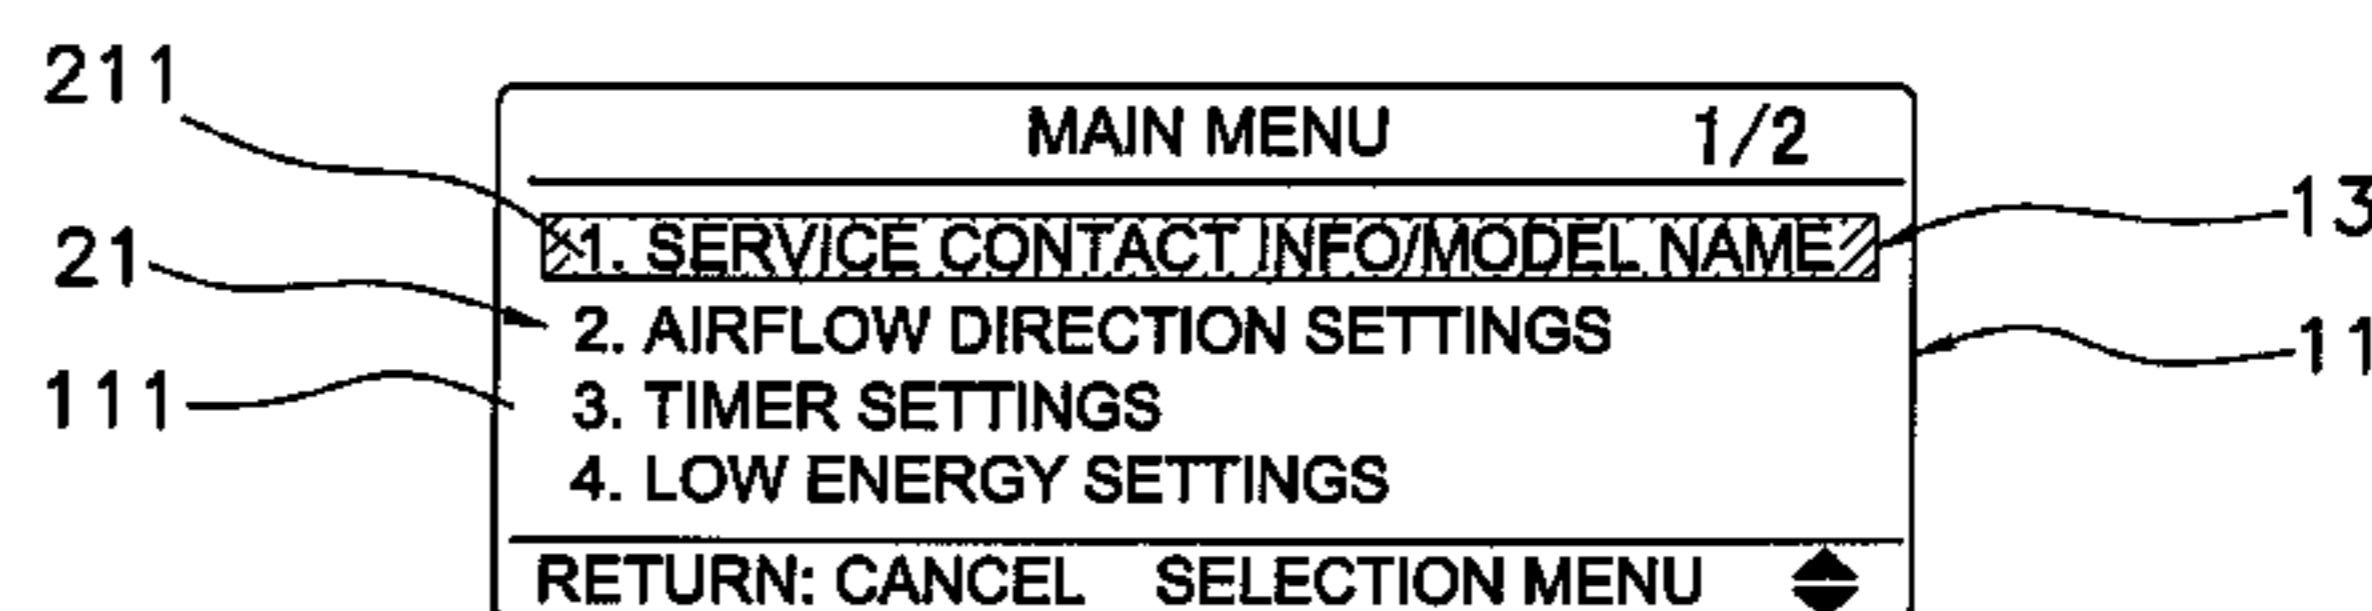 211
MAIN MENU 1/2
13
1. SERVICE CONTACT INFO/MODEL NAME
21
2. AIRFLOW DIRECTION SETTINGS
11
111
3. TIMER SETTINGS
4. LOW ENERGY SETTINGS
RETURN: CANCEL SELECTION MENU